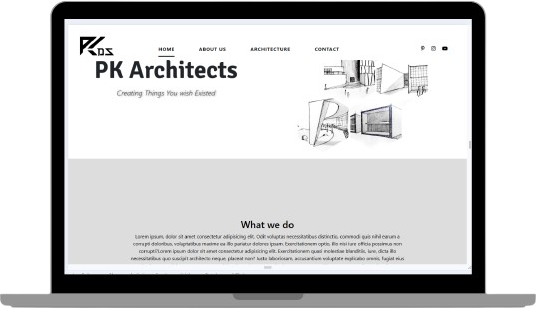 PKDS
HOME ABOUT US ARCHITECTURE CONTACT
PK Architects
Creating Things You wish Existed
What we do
Lorem ipsum, dolor sit amet consectetur adipisicing elit. Odit voluptas necessitatibus distinctio, commodi quis nihil earum a
corrupti doloribus, voluptatibus maxime ea illo pariatur dolores ipsam. Exercitationem optio, illo nisi iure officia possimus non
corrupti?Lorem ipsum dolor sit amet consectetur adipisicing elit. Exercitationem quasi molestiae blanditiis, iure, dicta illo
necessitatibus quo suscipit architecto neque, placeat non? Iusto laboriosam, accusantium voluptate explicabo omnis, fugiat eius